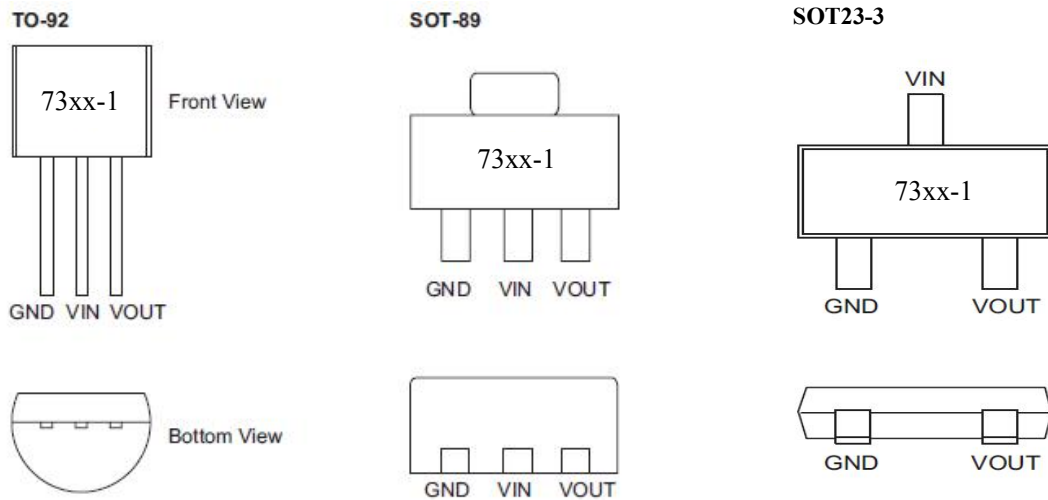 TO-92
73xx-1
Front View
GND VIN VOUT
Bottom View
SOT-89
73xx-1
GND VIN VOUT
GND VIN VOUT
SOT23-3
VIN
73xx-1
GND VOUT
GND VOUT